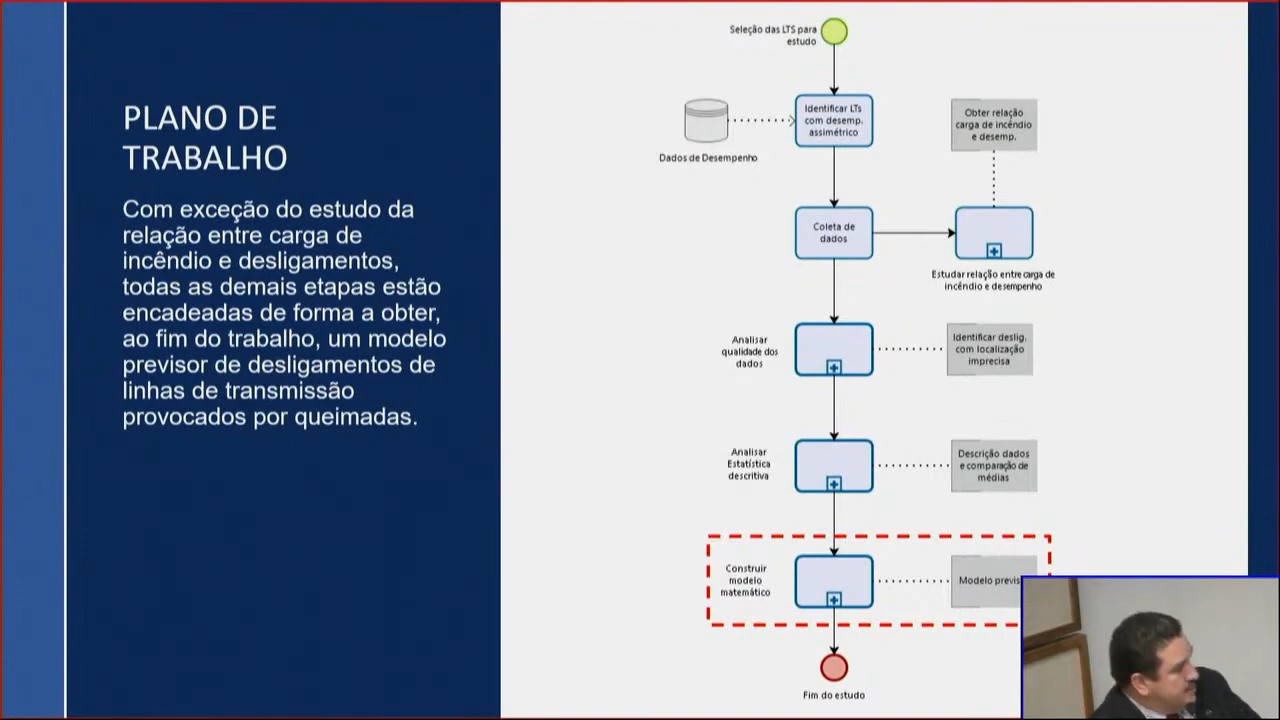 PLANO DE
TRABALHO
Com exceção do estudo da
relação entre carga de
incêndio e desligamentos,
todas as demais etapas estão
encadeadas de forma a obter,
ao fim do trabalho, um modelo
previsor de desligamentos de
linhas de transmissão
provocados por queimadas.
Seleção das LTS para
estudo
Identificar LTs
com desemp.
assimétrico
Dados de Desempenho
Obter relação
carga de incêndio
e desemp.
Coleta de
dados
Estudar relação entre carga de
incêndio e desempenho
Analisar
qualidade dos
dados
Identificar deslig.
com localização
imprecisa
Analisar
Estatística
descritiva
Descrição dados
e comparação de
médias
Construir
modelo
matemático
Modelo
Fim do estudo